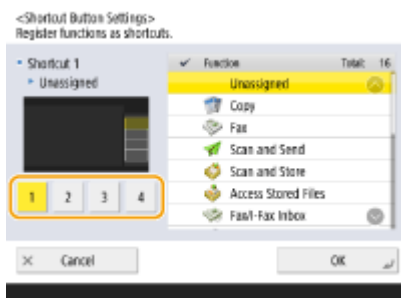 <Shortcut Button Settings>
Register functions as shortcuts.
Shortcut 1
Unassigned
1 2 3 4
✓ Function Total: 16
Unassigned
Copy
Fax
Scan and Send
Scan and Store
Access Stored Files
Fax/I-Fax Inbox
× Cancel
OK